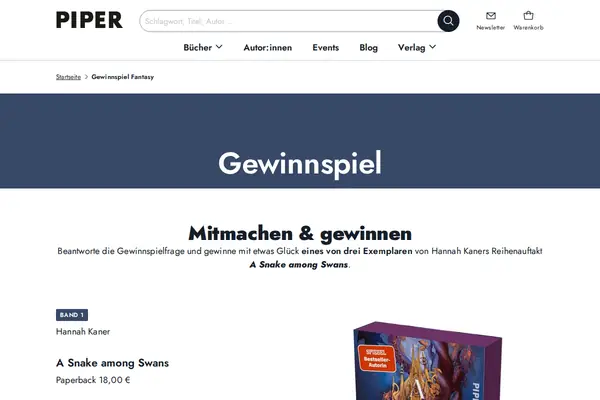 PIPER
Schlagwort, Titel, Autor ...
Newsletter
Warenkorb
Bücher
Autor:innen
Events
Blog
Verlag
Startseite
Gewinnspiel Fantasy
Gewinnspiel
Mitmachen & gewinnen
Beantworte die Gewinnspielfrage und gewinne mit etwas Glück eines von drei Exemplaren von Hannah Kaners Reihenauftakt
A Snake among Swans.
BAND 1
Hannah Kaner
A Snake among Swans
Paperback 18,00 €
SPIEGEL
Bestseller-
Autorin
A
PIPE